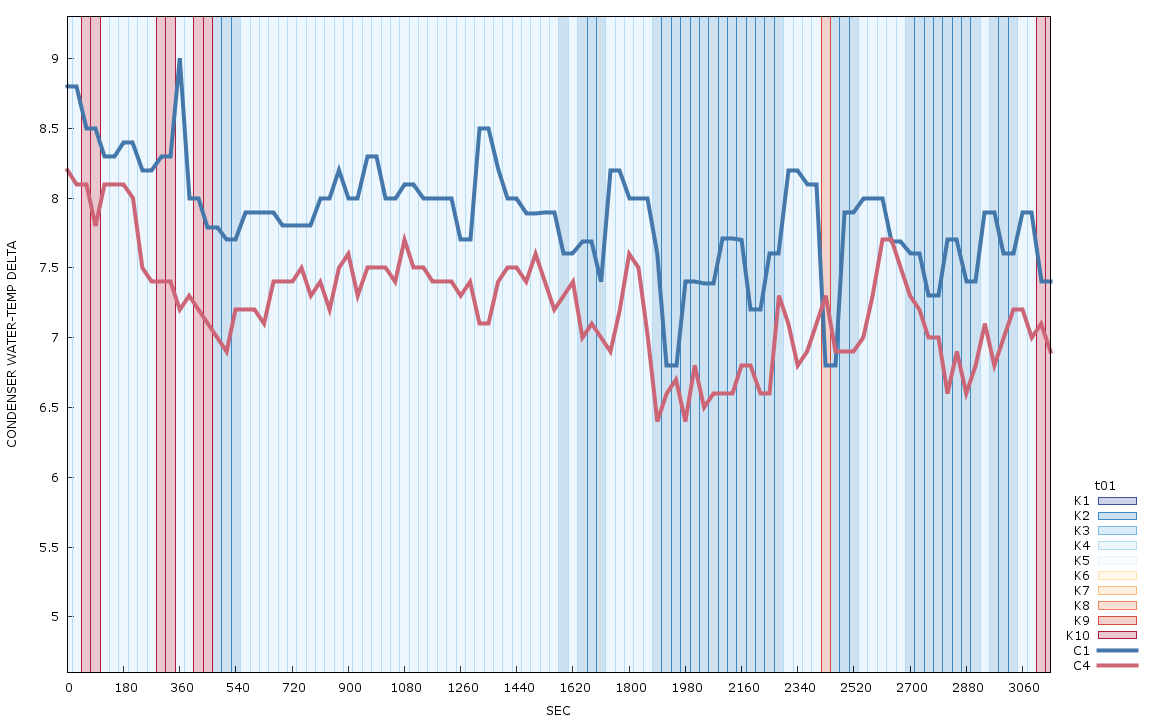 CONDENSER WATER-TEMP DELTA
9
8.5
8
7.5
7
6.5
6
5.5
5
0 180 360 540 720 900 1080 1260 1440 1620 1800 1980 2160 2340 2520 2700 2880 3060
SEC
t01
K1
K2
K3
K4
K5
K6
K7
K8
K9
K10
C1
C4